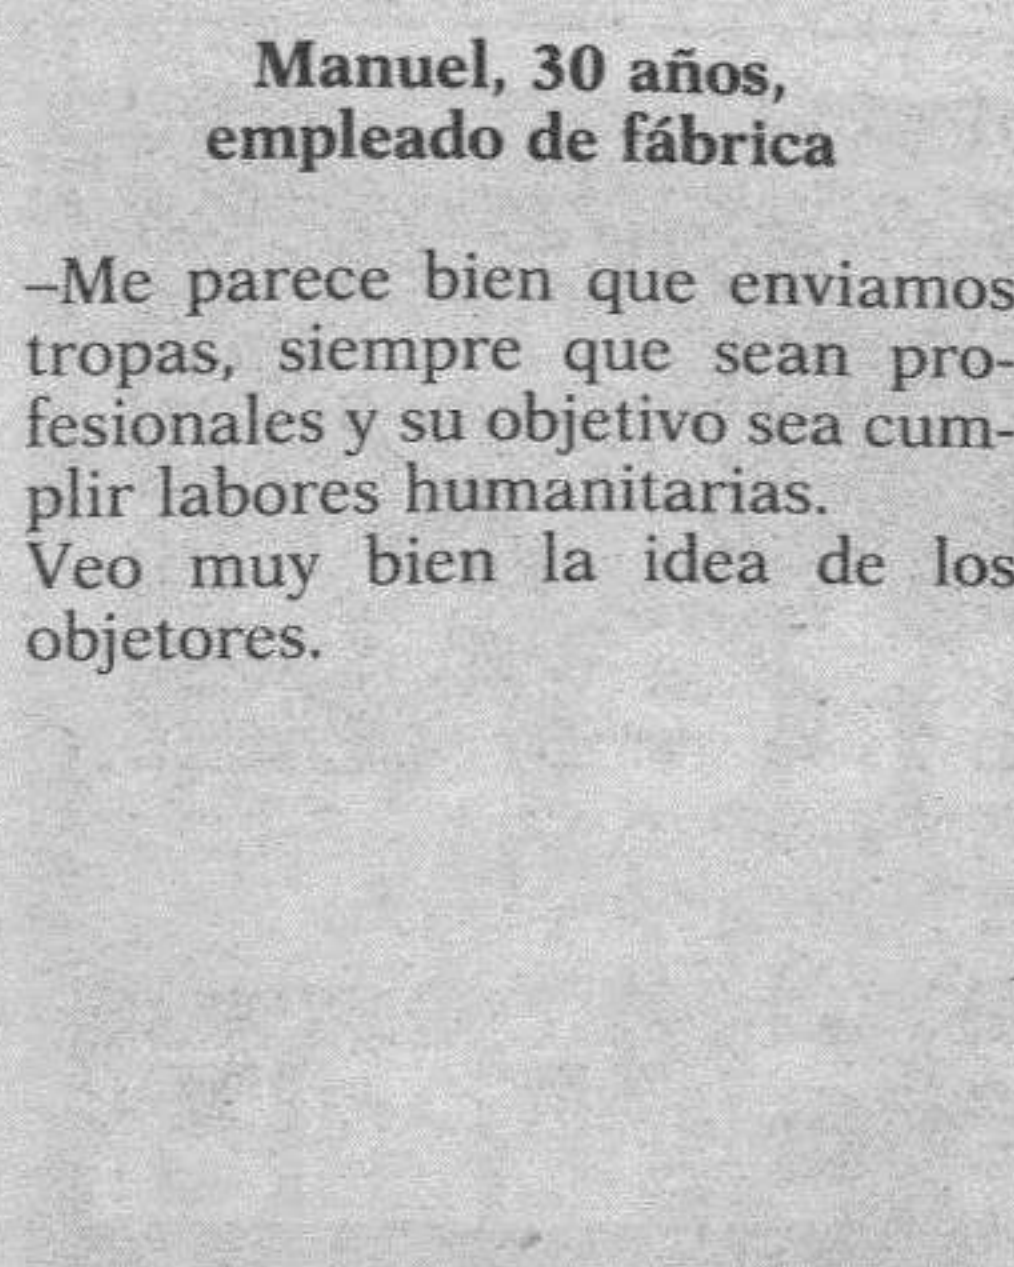 Manuel, 30 años,
empleado de fábrica
–Me parece bien que enviamos
tropas, siempre que sean pro-
fesionales y su objetivo sea cum-
plir labores humanitarias.
Veo muy bien la idea de los
objetores.